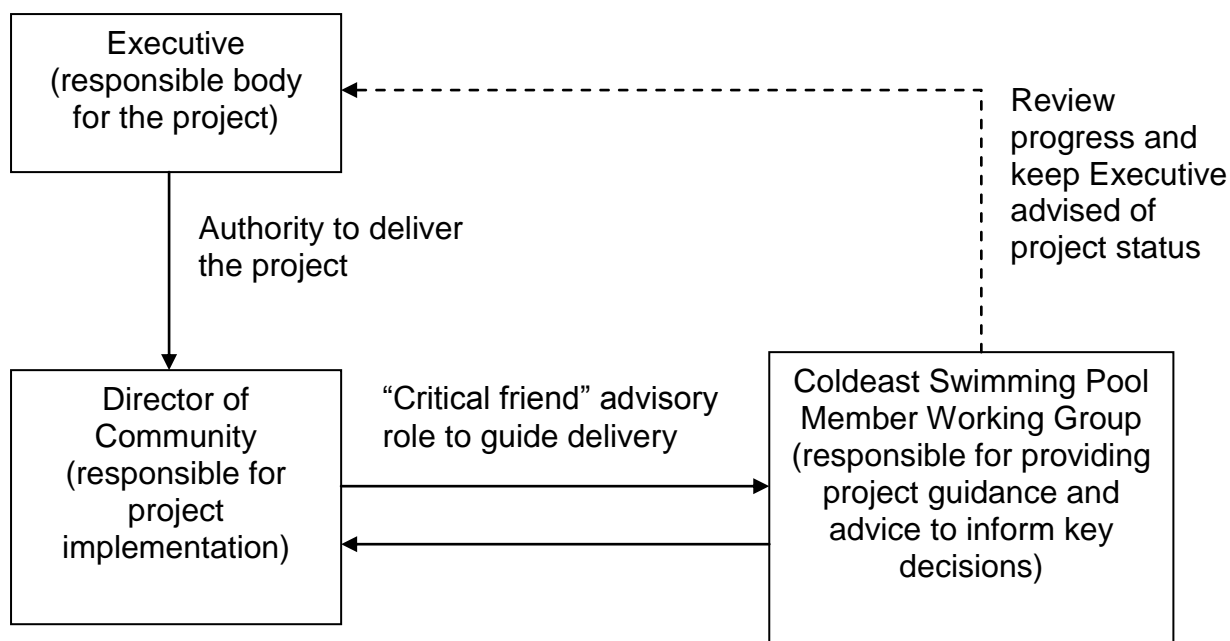 Executive
(responsible body
for the project)
Review
progress and
keep Executive
advised of
project status
Authority to deliver
the project
Director of
Community
(responsible for
project
implementation)
“Critical friend” advisory
role to guide delivery
Coldeast Swimming Pool
Member Working Group
(responsible for providing
project guidance and
advice to inform key
decisions)